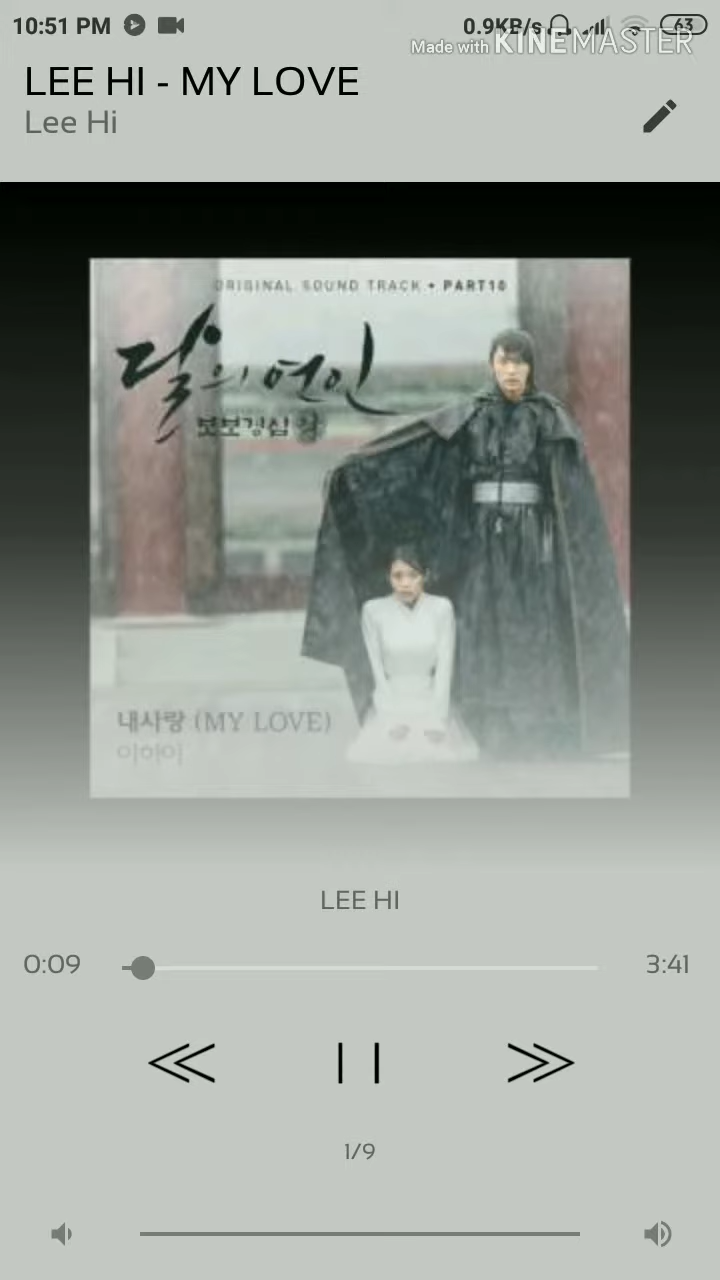 10:51 PM 0.9KB/s 63
Made with KINEMASTER
LEE HI - MY LOVE
Lee Hi
ORIGINAL SOUND TRACK • PART10
달의 연인
보보경심 려
내사랑 (MY LOVE)
이하이
LEE HI
0:09 3:41
1/9